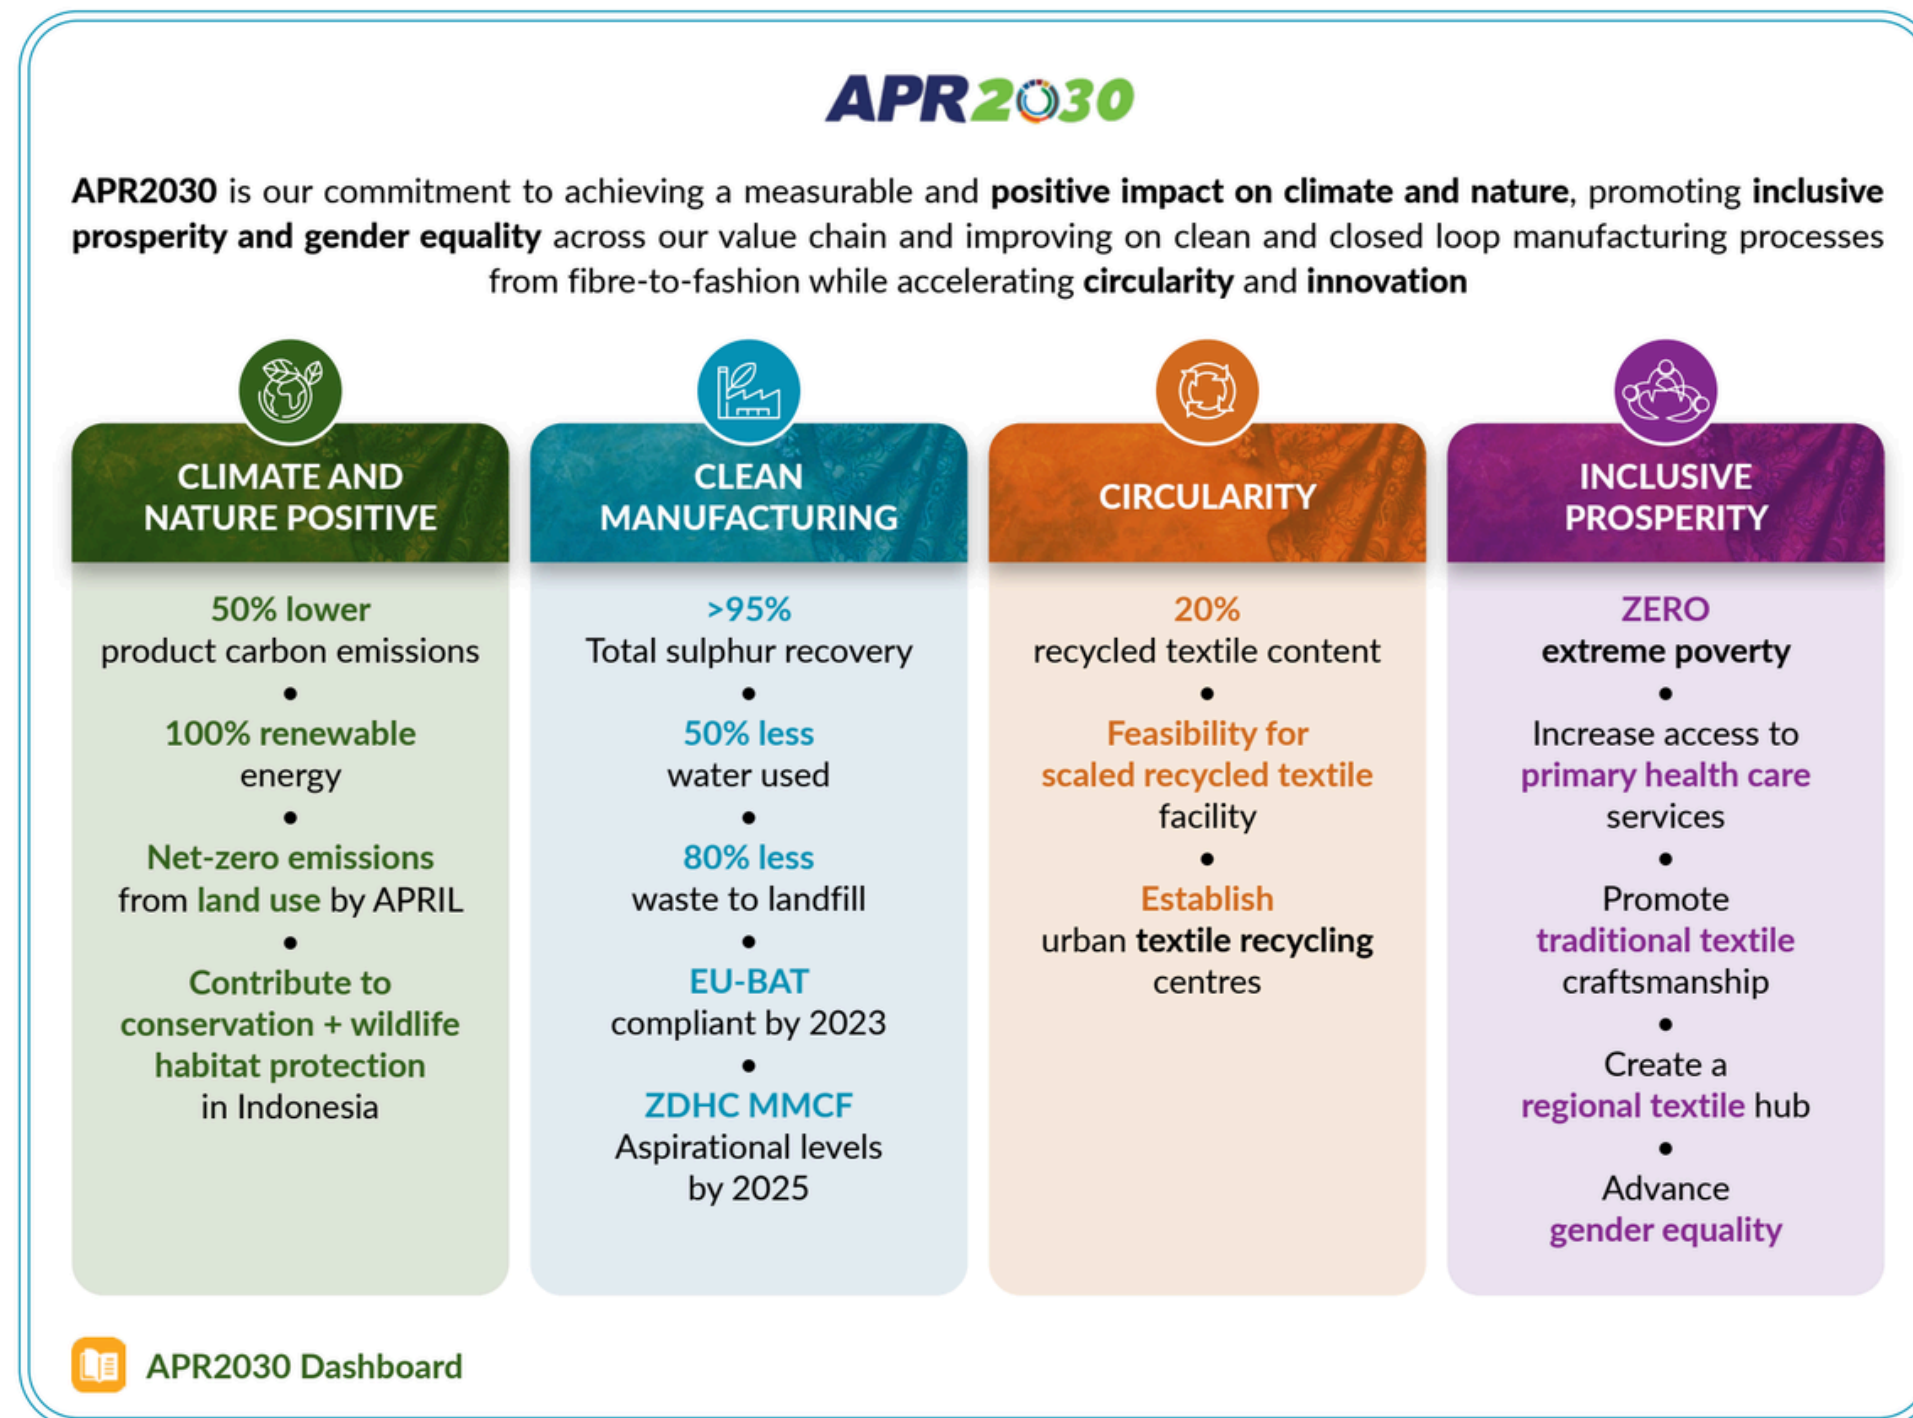 APR2030
APR2030 is our commitment to achieving a measurable and positive impact on climate and nature, promoting inclusive
prosperity and gender equality across our value chain and improving on clean and closed loop manufacturing processes
from fibre-to-fashion while accelerating circularity and innovation
CLIMATE AND
NATURE POSITIVE
50% lower
product carbon emissions
•
100% renewable
energy
•
Net-zero emissions
from land use by APRIL
•
Contribute to
conservation + wildlife
habitat protection
in Indonesia
CLEAN
MANUFACTURING
>95%
Total sulphur recovery
•
50% less
water used
•
80% less
waste to landfill
•
EU-BAT
compliant by 2023
•
ZDHC MMCF
Aspirational levels
by 2025
CIRCULARITY
20%
recycled textile content
•
Feasibility for
scaled recycled textile
facility
•
Establish
urban textile recycling
centres
INCLUSIVE
PROSPERITY
ZERO
extreme poverty
•
Increase access to
primary health care
services
•
Promote
traditional textile
craftsmanship
•
Create a
regional textile hub
•
Advance
gender equality
APR2030 Dashboard